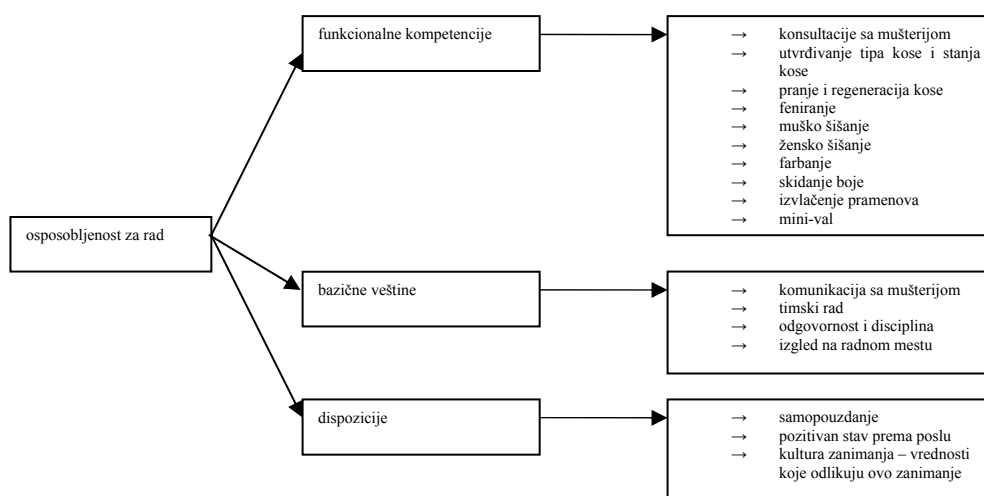 funkcionalne kompetencije
→ konsultacije sa mušterijom
→ utvrđivanje tipa kose i stanja
kose
→ pranje i regeneracija kose
→ feniranje
→ muško šišanje
→ žensko šišanje
→ farbanje
→ skidanje boje
→ izvlačenje pramenova
→ mini-val
osposobljenost za rad
bazične veštine
→ komunikacija sa mušterijom
→ timski rad
→ odgovornost i disciplina
→ izgled na radnom mestu
dispozicije
→ samopouzdanje
→ pozitivan stav prema poslu
→ kultura zanimanja – vrednosti
koje odlikuju ovo zanimanje